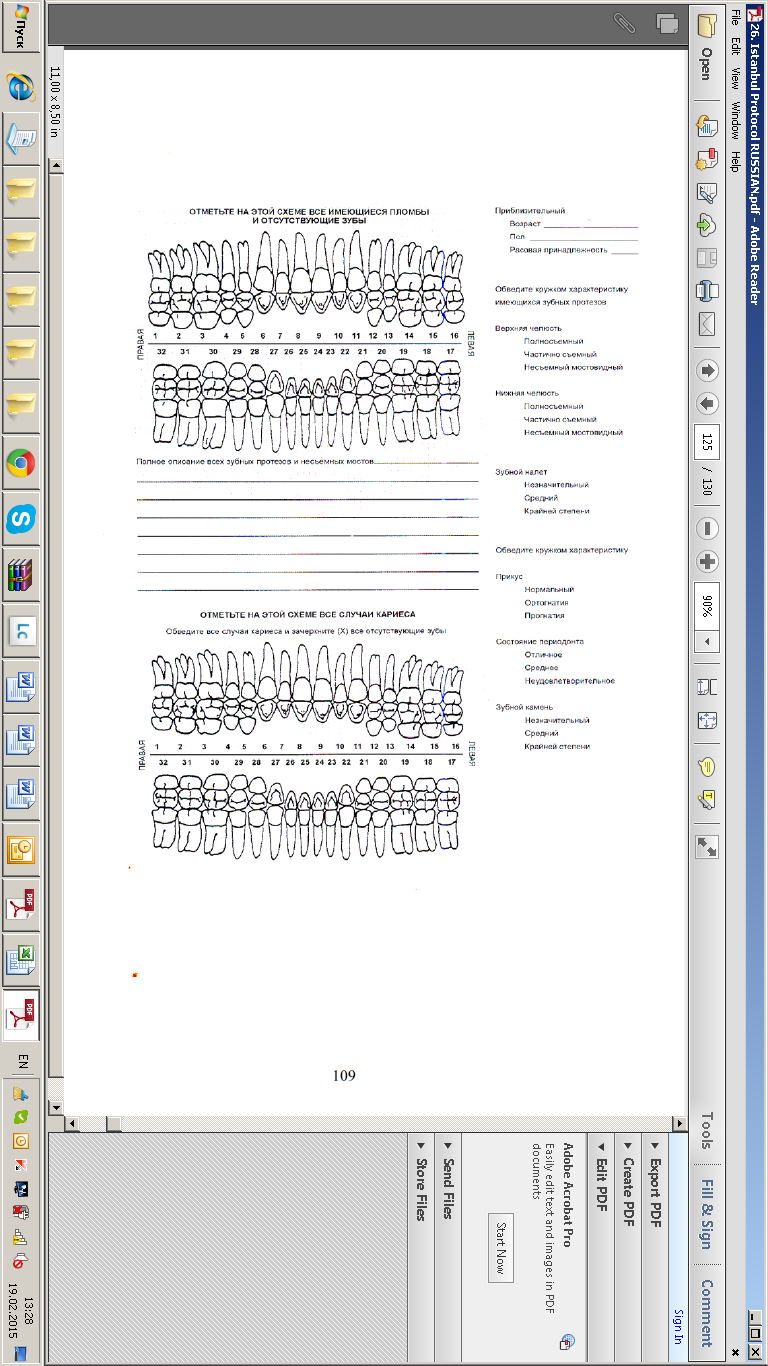 26. Istanbul Protocol RUSSIAN.pdf - Adobe Reader
File Edit View Window Help
Open
125 / 130
90%
Tools
Fill & Sign
Comment
Sign In
Export PDF
Create PDF
Edit PDF
Adobe Acrobat Pro
Easily edit text and images in PDF
documents
Start Now
Send Files
Store Files
ОТМЕТЬТЕ НА ЭТОЙ СХЕМЕ ВСЕ ИМЕЮЩИЕСЯ ПЛОМБЫ
И ОТСУТСТВУЮЩИЕ ЗУБЫ
ПРАВАЯ
1 2 3 4 5 6 7 8 9 10 11 12 13 14 15 16
32 31 30 29 28 27 26 25 24 23 22 21 20 19 18 17
ЛЕВАЯ
Полное описание всех зубных протезов и несъемных мостов
ОТМЕТЬТЕ НА ЭТОЙ СХЕМЕ ВСЕ СЛУЧАИ КАРИЕСА
Обведите все случаи кариеса и зачеркните (X) все отсутствующие зубы
ПРАВАЯ
1 2 3 4 5 6 7 8 9 10 11 12 13 14 15 16
32 31 30 29 28 27 26 25 24 23 22 21 20 19 18 17
ЛЕВАЯ
Приблизительный
Возраст
Пол
Расовая принадлежность
Обведите кружком характеристику
имеющихся зубных протезов
Верхняя челюсть
Полносъемный
Частично съемный
Несъемный мостовидный
Нижняя челюсть
Полносъемный
Частично съемный
Несъемный мостовидный
Зубной налет
Незначительный
Средний
Крайней степени
Обведите кружком характеристику
Прикус
Нормальный
Ортогнатия
Прогнатия
Состояние периодонта
Отличное
Среднее
Неудовлетворительное
Зубной камень
Незначительный
Средний
Крайней степени
109
11,00 x 8,50 in
Пуск
Lc
EN
13:28
19.02.2015